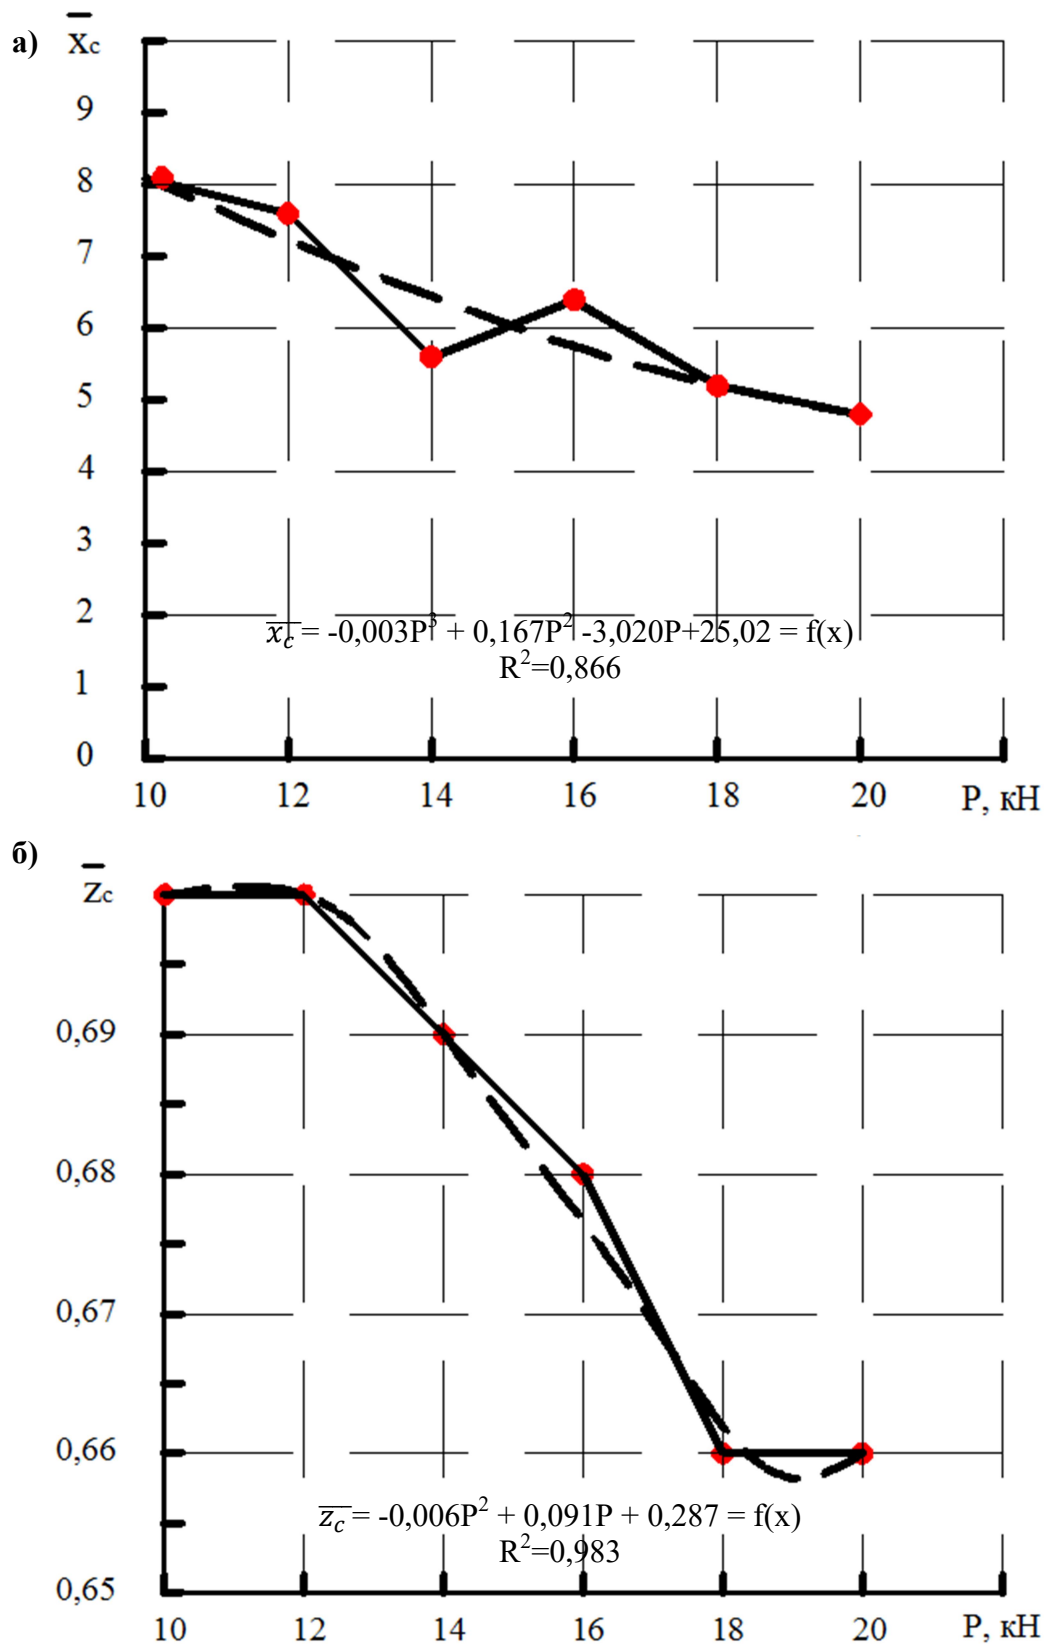 а)
x̅c
9
8
7
6
5
4
3
2
1
0
x̅c = -0,003P³ + 0,167P² -3,020P+25,02 = f(x)
R²=0,866
10 12 14 16 18 20 P, кН
б)
z̅c
0,69
0,68
0,67
0,66
0,65
z̅c = -0,006P² + 0,091P + 0,287 = f(x)
R²=0,983
10 12 14 16 18 20 P, кН